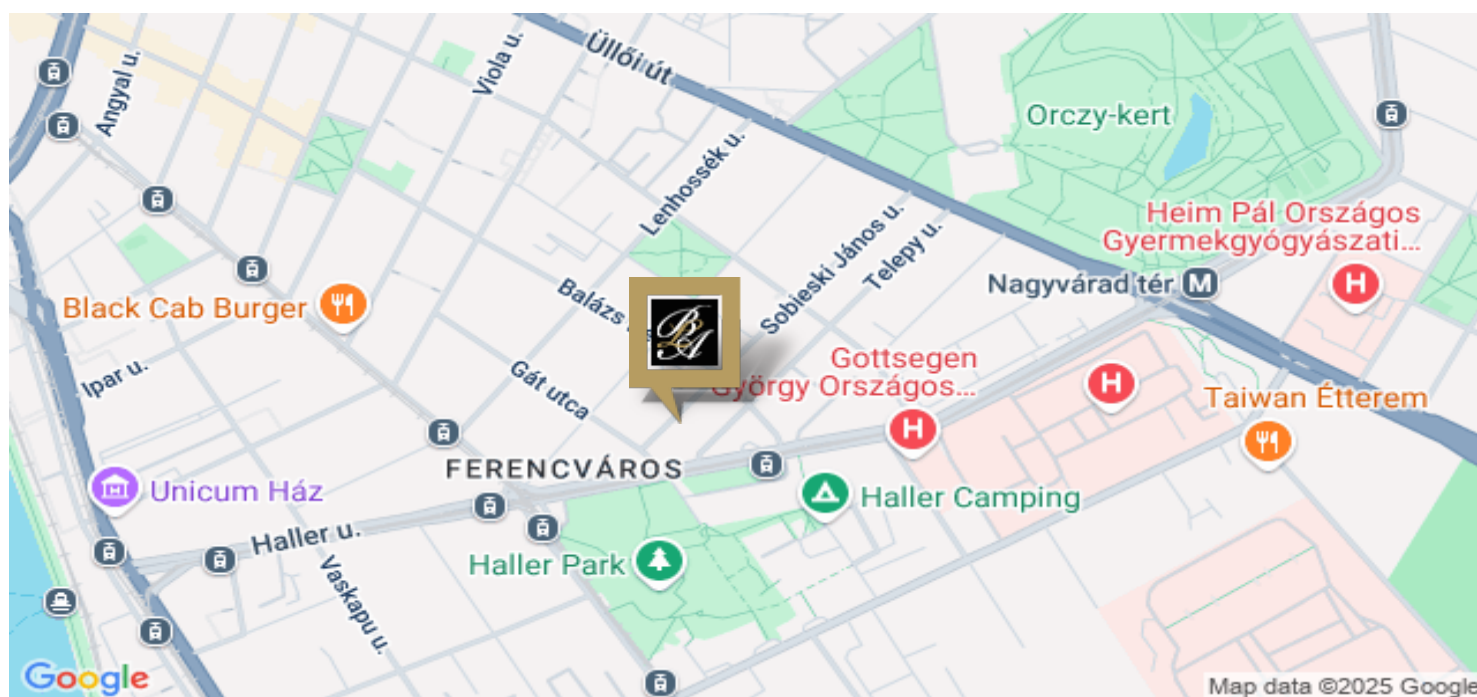 Angyal u.
Viola u.
Üllői út
Orczy-kert
Lenhossék u.
Heim Pál Országos
Gyermekgyógyászati...
Sobieski János u.
Telepy u.
Nagyvárad tér M
Black Cab Burger
Balázs
BLA
H
Gottsegen
György Országos...
H
H
Ipar u.
Gát utca
Taiwan Étterem
FERENCVÁROS
Unicum Ház
Haller Camping
Haller u.
Haller Park
Vaskapu u.
Google
Map data ©2025 Google